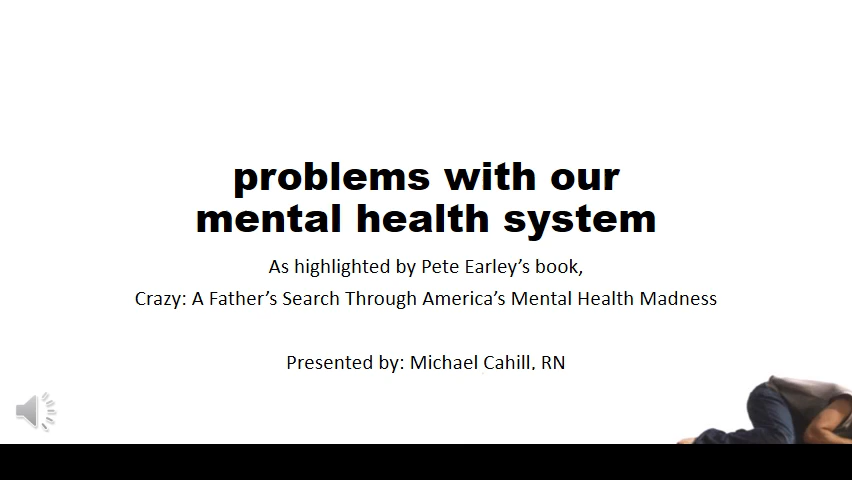 problems with our
mental health system
As highlighted by Pete Earley’s book,
Crazy: A Father’s Search Through America’s Mental Health Madness
Presented by: Michael Cahill, RN